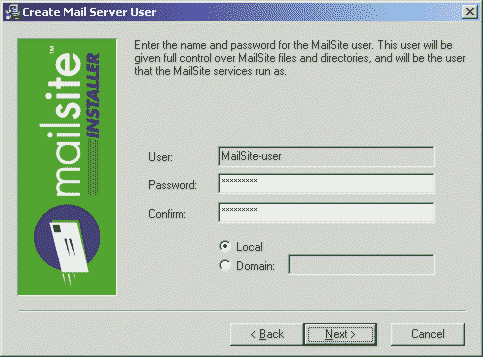 Create Mail Server User
Enter the name and password for the MailSite user. This user will be
given full control over MailSite files and directories, and will be the user
that the MailSite services run as.
mailsite™
INSTALLER
User: MailSite-user
Password: xxxxxxxxx
Confirm: xxxxxxxxx
Local
Domain:
< Back Next > Cancel